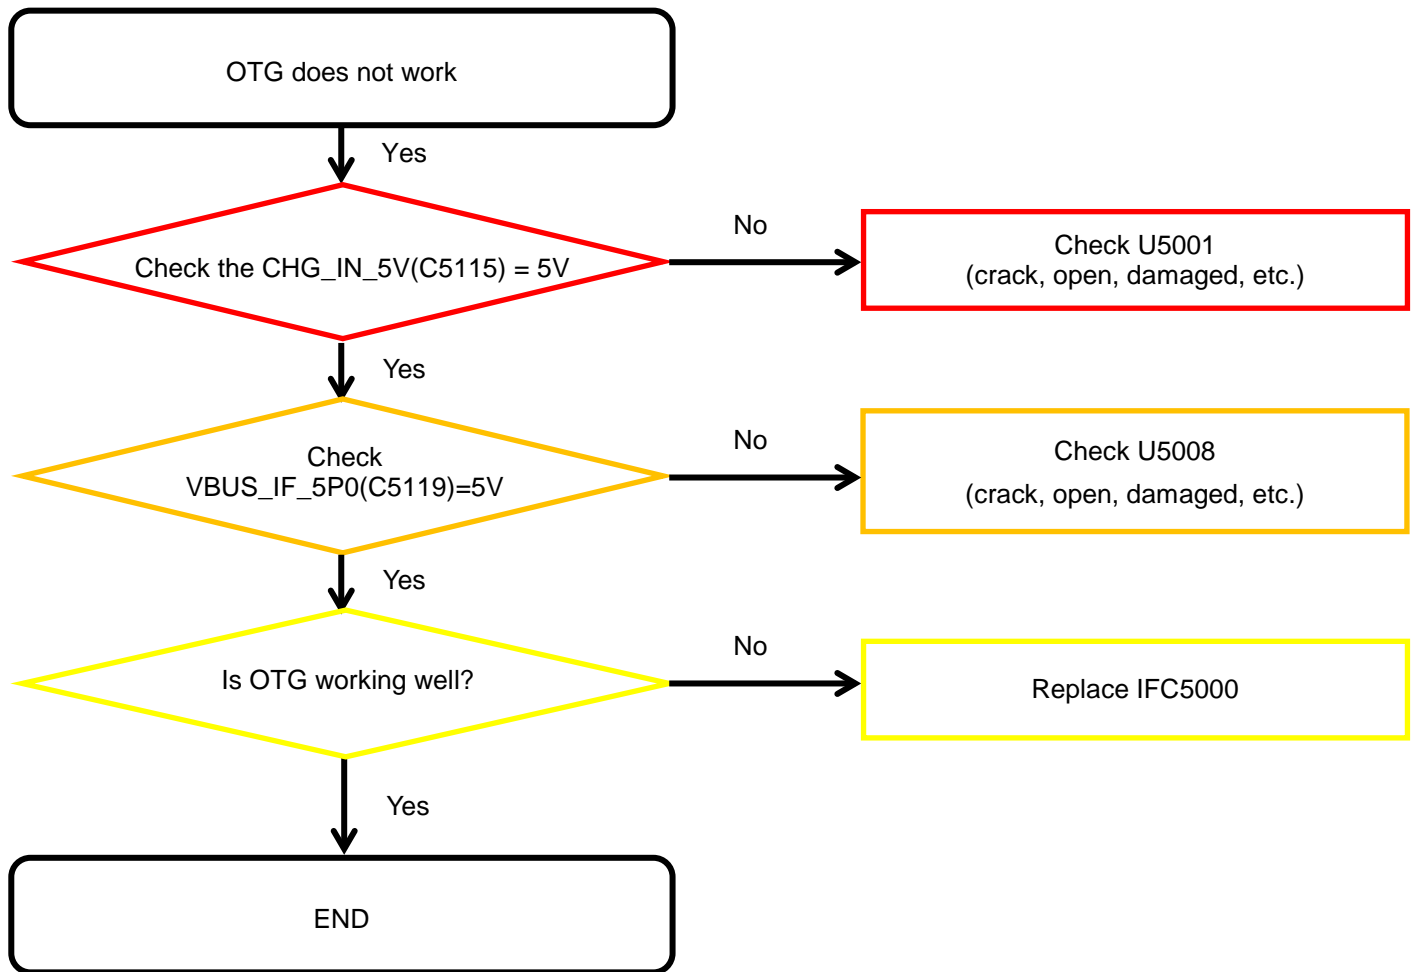 OTG does not work
Yes
Check the CHG_IN_5V(C5115) = 5V
No
Check U5001
(crack, open, damaged, etc.)
Yes
Check
VBUS_IF_5P0(C5119)=5V
No
Check U5008
(crack, open, damaged, etc.)
Yes
Is OTG working well?
No
Replace IFC5000
Yes
END